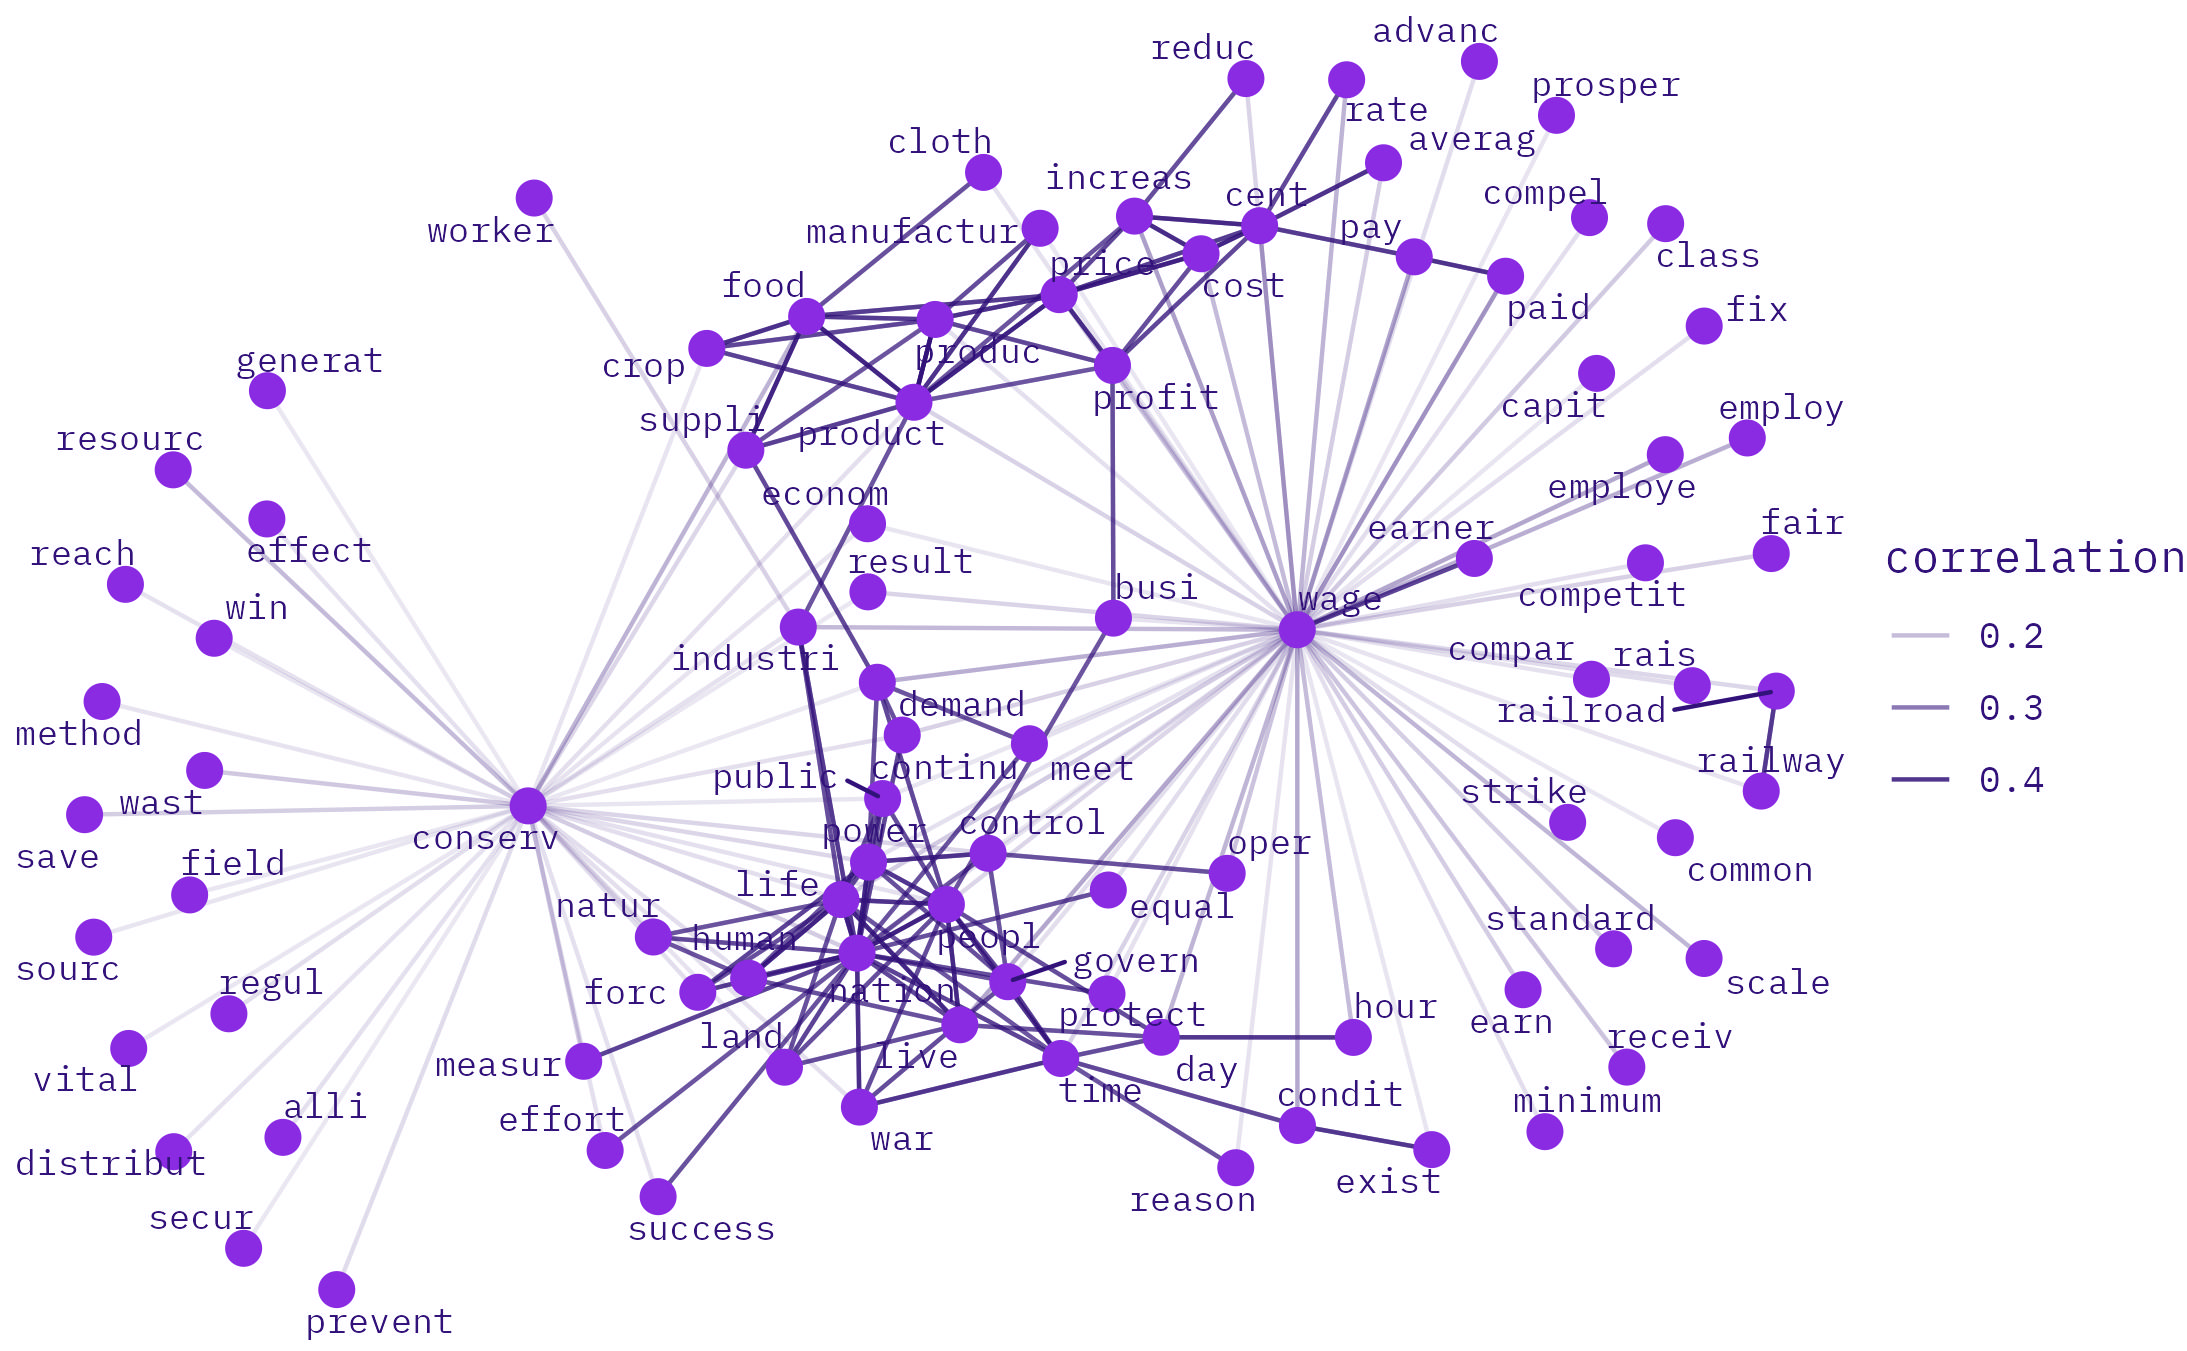 advanc
reduc
prosper
rate
averag
cloth
increas
compel
cent
worker
manufactur
pay
class
price
food
cost
paid
fix
produc
crop
generat
profit
capit
employ
suppli
product
resourc
econom
employe
earner
fair
effect
reach
result
correlation
busi
competit
win
wage
0.2
industri
compar
rais
demand
railroad
0.3
method
public
continu
meet
railway
0.4
wast
strike
conserv
power
control
save
oper
field
life
common
natur
equal
standard
human
peopl
sourc
govern
regul
forc
nation
scale
protect
hour
earn
land
receiv
live
measur
day
vital
time
condit
minimum
alli
effort
war
distribut
exist
reason
secur
success
prevent